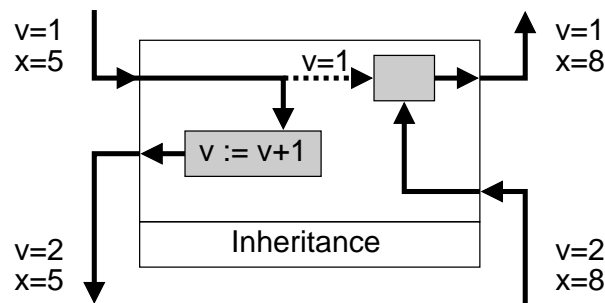 v=1
x=5
v=1
v=1
x=8
v := v+1
Inheritance
v=2
x=5
v=2
x=8